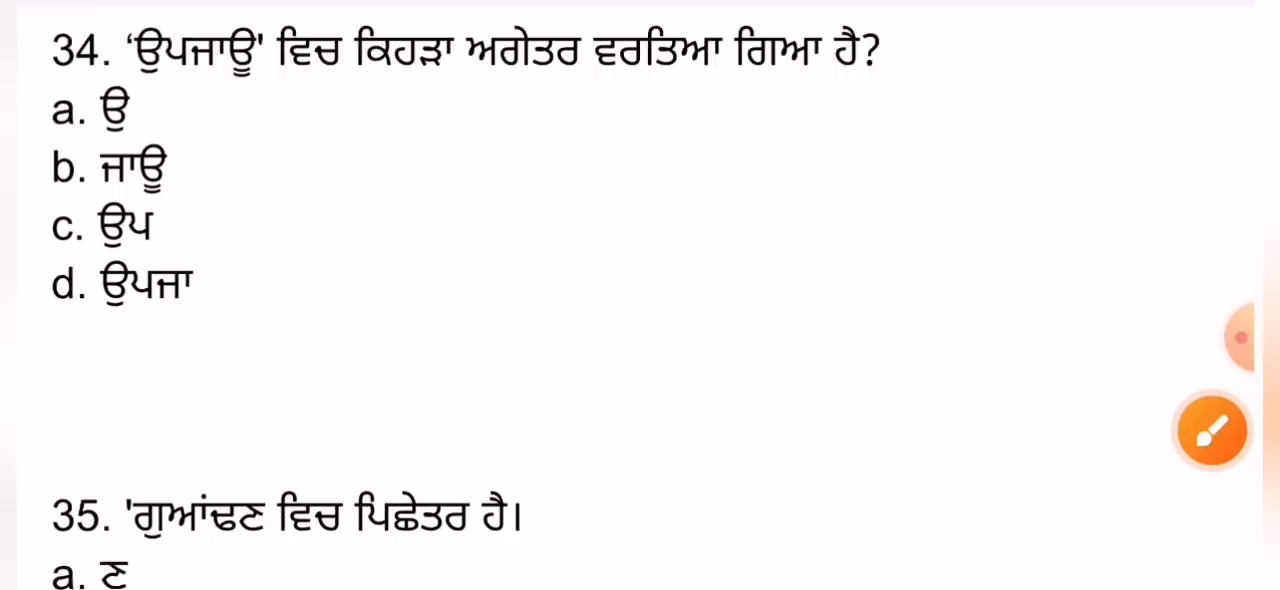 34. ‘ਉਪਜਾਊ' ਵਿਚ ਕਿਹੜਾ ਅਗੇਤਰ ਵਰਤਿਆ ਗਿਆ ਹੈ?
a. ਉ
b. ਜਾਊ
c. ਉਪ
d. ਉਪਜਾ
35. 'ਗੁਆਂਢਣ ਵਿਚ ਪਿਛੇਤਰ ਹੈ।
a. ਣ